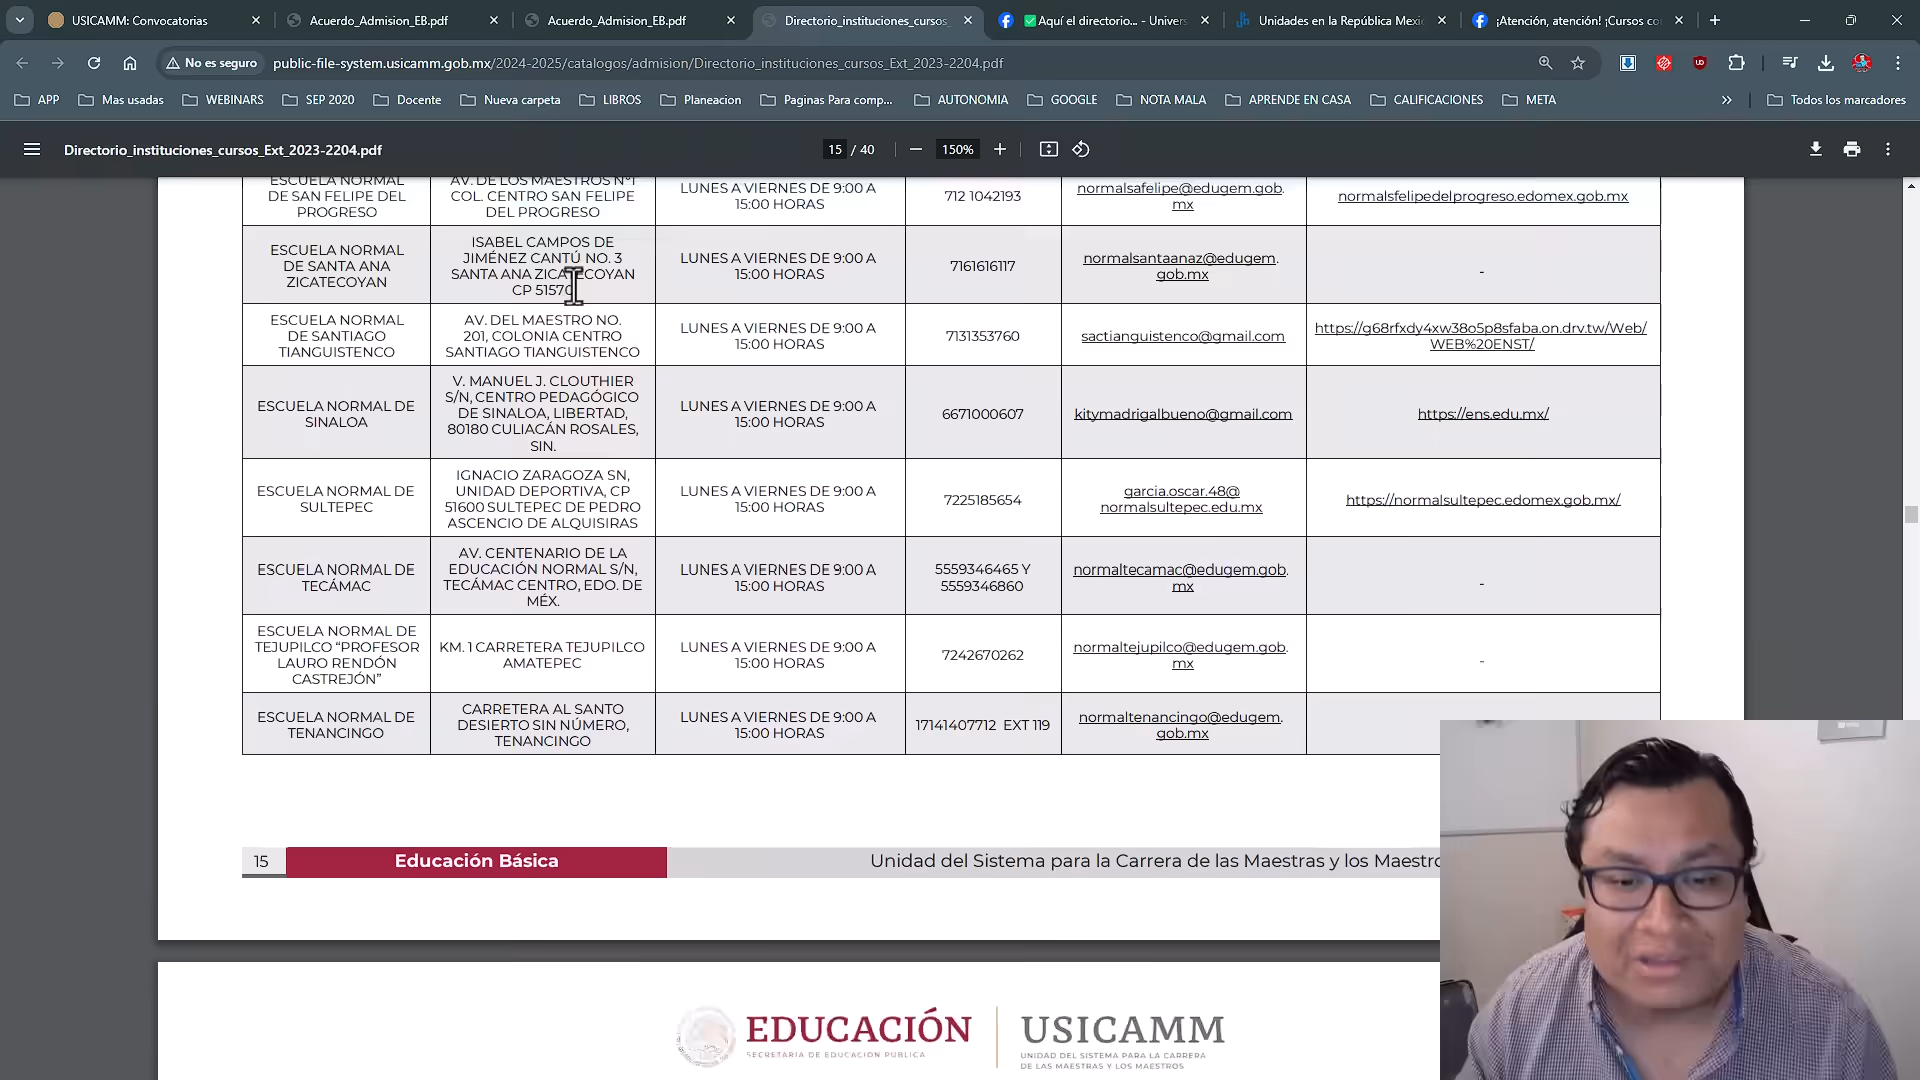 USICAMM: Convocatorias
Acuerdo_Admision_EB.pdf
Acuerdo_Admision_EB.pdf
Directorio_instituciones_cursos_
Aquí el directorio... - Univers
Unidades en la República Mexi
¡Atención, atención! ¡Cursos co
No es seguro
public-file-system.usicamm.gob.mx/2024-2025/catalogos/admision/Directorio_instituciones_cursos_Ext_2023-2204.pdf
APP
Mas usadas
WEBINARS
SEP 2020
Docente
Nueva carpeta
LIBROS
Planeacion
Paginas Para comp...
AUTONOMIA
GOOGLE
NOTA MALA
APRENDE EN CASA
CALIFICACIONES
META
Todos los marcadores
Directorio_instituciones_cursos_Ext_2023-2204.pdf
15 / 40
150%
ESCUELA NORMAL
DE SAN FELIPE DEL
PROGRESO
AV. DE LOS MAESTROS N°1
COL. CENTRO SAN FELIPE
DEL PROGRESO
LUNES A VIERNES DE 9:00 A
15:00 HORAS
712 1042193
normalsafelipe@edugem.gob.
mx
normalsfelipedelprogreso.edomex.gob.mx
ESCUELA NORMAL
DE SANTA ANA
ZICATECOYAN
ISABEL CAMPOS DE
JIMÉNEZ CANTÚ NO. 3
SANTA ANA ZICATECOYAN
CP 51570
LUNES A VIERNES DE 9:00 A
15:00 HORAS
7161616117
normalsantaanaz@edugem.
gob.mx
-
ESCUELA NORMAL
DE SANTIAGO
TIANGUISTENCO
AV. DEL MAESTRO NO.
201, COLONIA CENTRO
SANTIAGO TIANGUISTENCO
LUNES A VIERNES DE 9:00 A
15:00 HORAS
7131353760
sactianguistenco@gmail.com
https://g68rfxdy4xw38o5p8sfaba.on.drv.tw/Web/
WEB%20ENST/
ESCUELA NORMAL DE
SINALOA
V. MANUEL J. CLOUTHIER
S/N, CENTRO PEDAGÓGICO
DE SINALOA, LIBERTAD,
80180 CULIACÁN ROSALES,
SIN.
LUNES A VIERNES DE 9:00 A
15:00 HORAS
6671000607
kitymadrigalbueno@gmail.com
https://ens.edu.mx/
ESCUELA NORMAL DE
SULTEPEC
IGNACIO ZARAGOZA SN,
UNIDAD DEPORTIVA, CP
51600 SULTEPEC DE PEDRO
ASCENCIO DE ALQUISIRAS
LUNES A VIERNES DE 9:00 A
15:00 HORAS
7225185654
garcia.oscar.48@
normalsultepec.edu.mx
https://normalsultepec.edomex.gob.mx/
ESCUELA NORMAL DE
TECÁMAC
AV. CENTENARIO DE LA
EDUCACIÓN NORMAL S/N,
TECÁMAC CENTRO, EDO. DE
MÉX.
LUNES A VIERNES DE 9:00 A
15:00 HORAS
5559346465 Y
5559346860
normaltecamac@edugem.gob.
mx
-
ESCUELA NORMAL DE
TEJUPILCO “PROFESOR
LAURO RENDÓN
CASTREJÓN”
KM. 1 CARRETERA TEJUPILCO
AMATEPEC
LUNES A VIERNES DE 9:00 A
15:00 HORAS
7242670262
normaltejupilco@edugem.gob.
mx
-
ESCUELA NORMAL DE
TENANCINGO
CARRETERA AL SANTO
DESIERTO SIN NÚMERO,
TENANCINGO
LUNES A VIERNES DE 9:00 A
15:00 HORAS
17141407712 EXT 119
normaltenancingo@edugem.
gob.mx
15
Educación Básica
Unidad del Sistema para la Carrera de las Maestras y los Maestro
EDUCACIÓN
SECRETARÍA DE EDUCACIÓN PÚBLICA
USICAMM
UNIDAD DEL SISTEMA PARA LA CARRERA
DE LAS MAESTRAS Y LOS MAESTROS